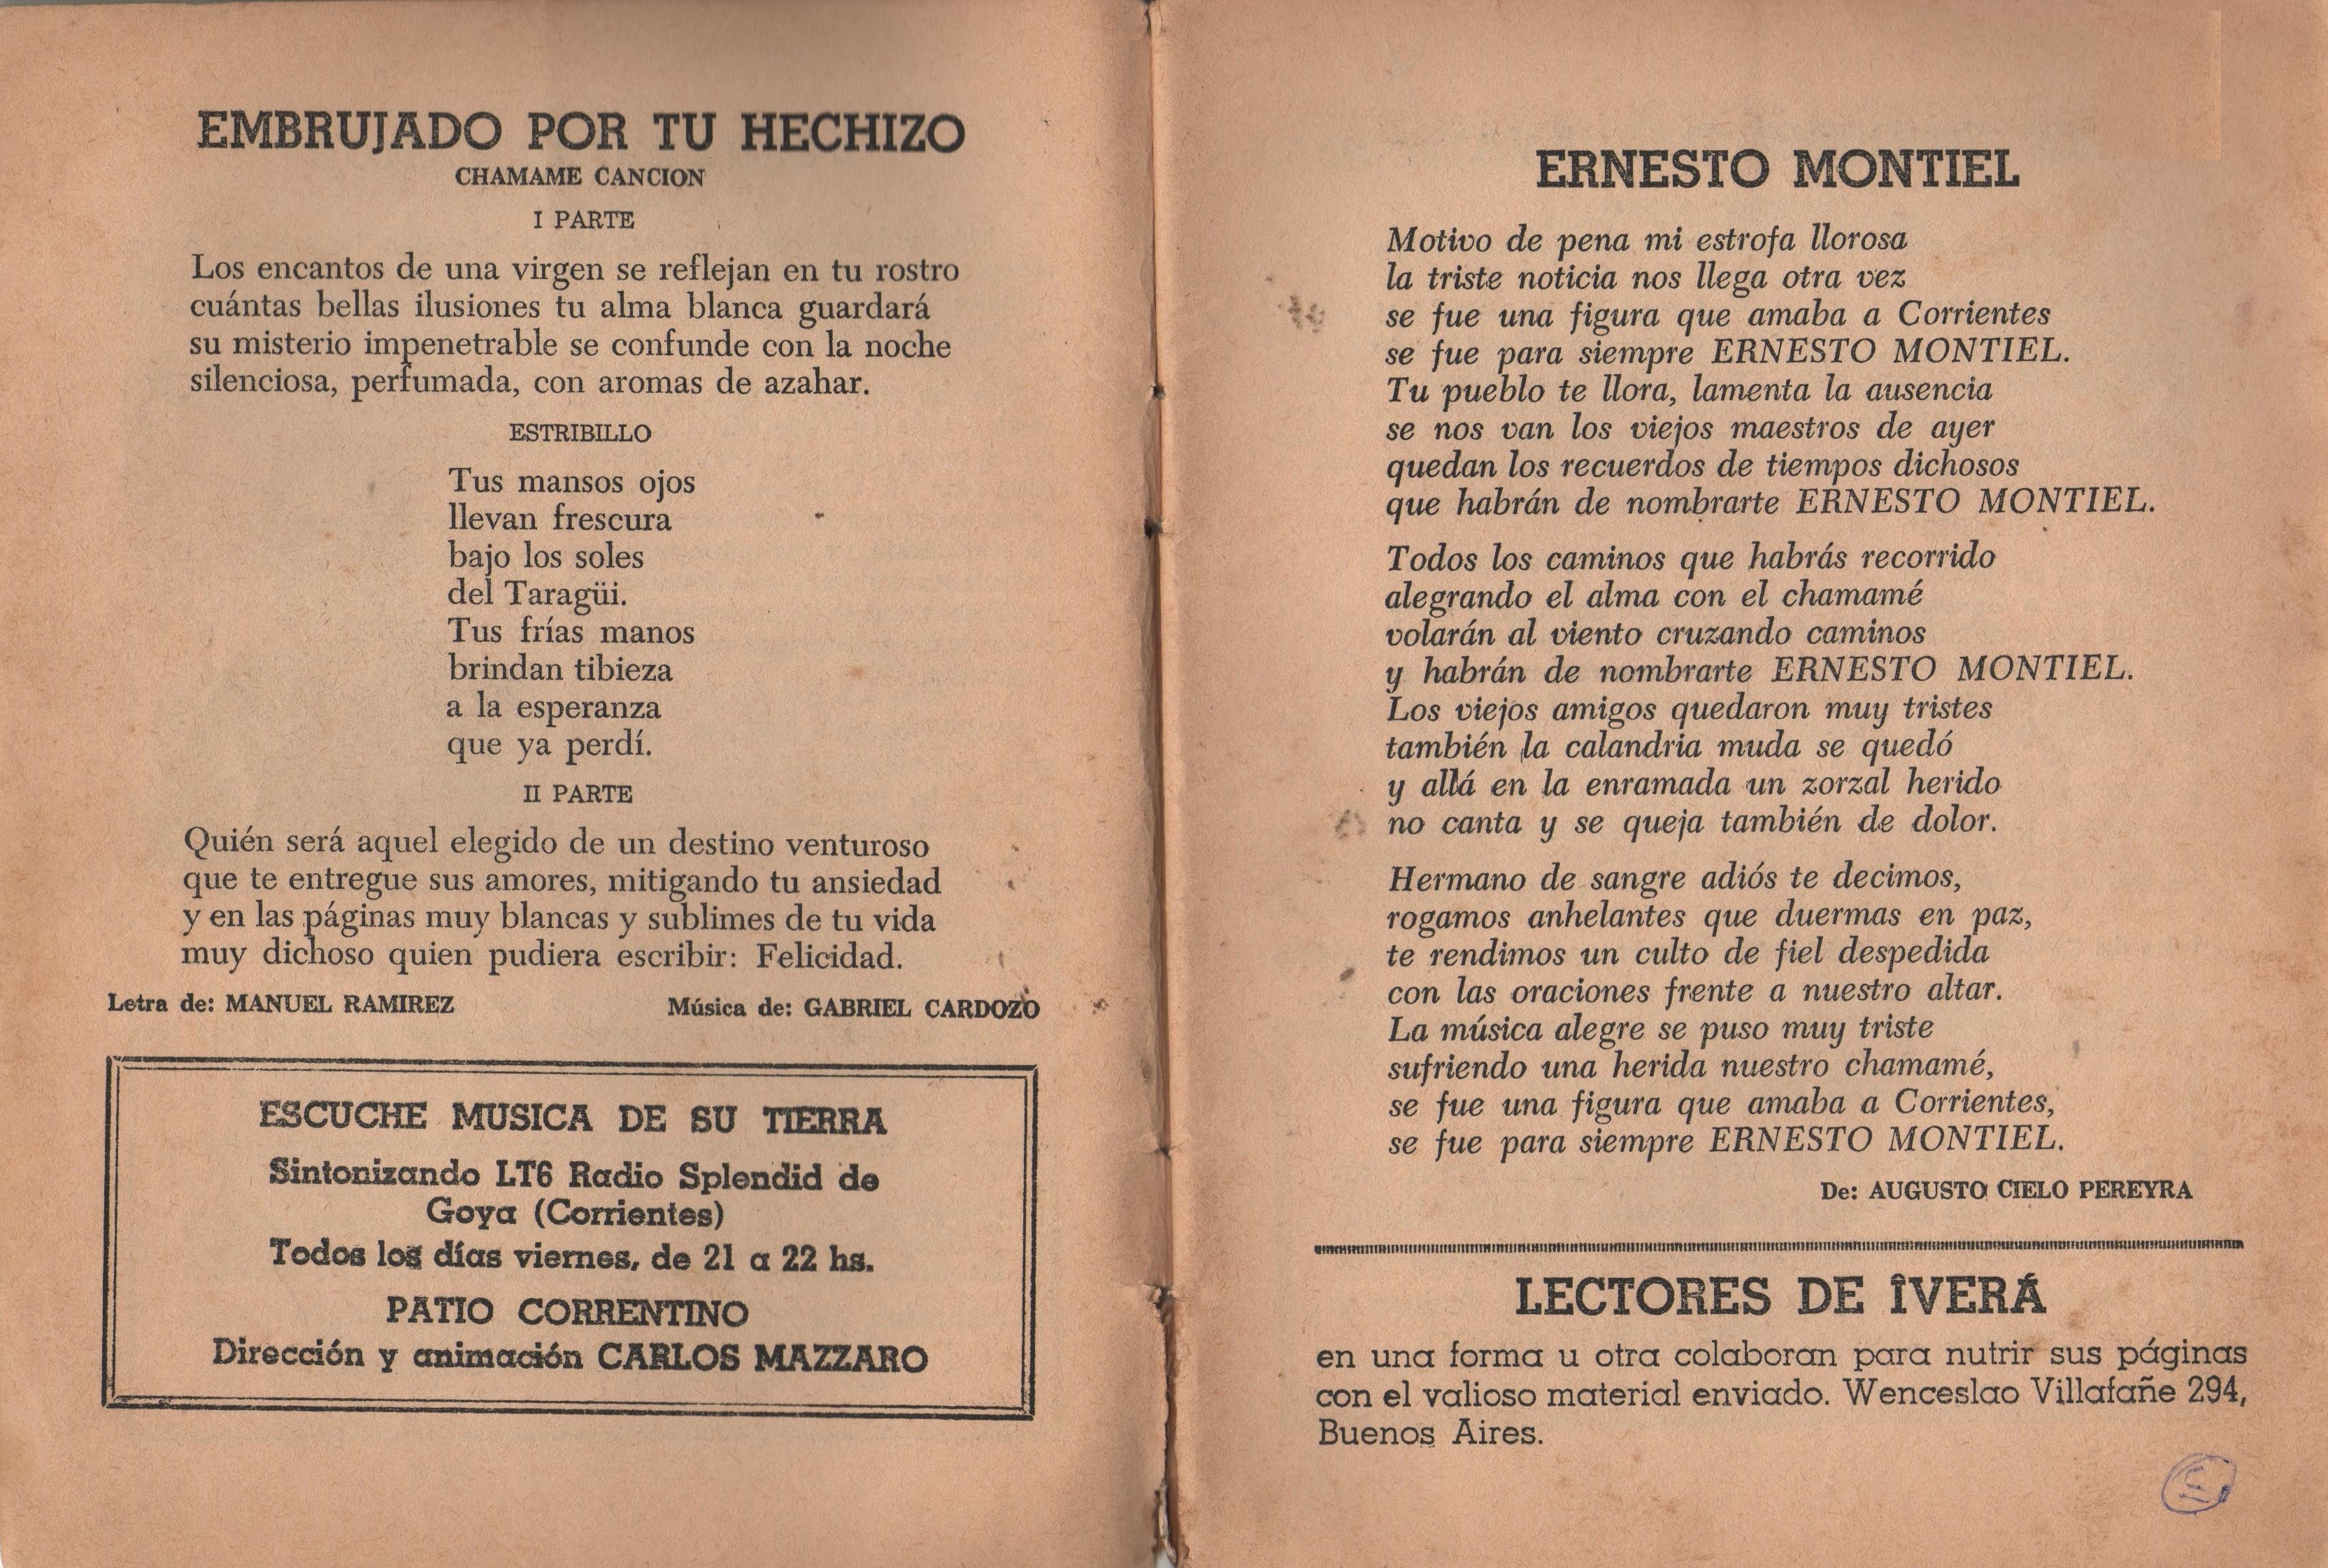 EMBRUJADO POR TU HECHIZO
CHAMAME CANCION
I PARTE
Los encantos de una virgen se reflejan en tu rostro
cuántas bellas ilusiones tu alma blanca guardará
su misterio impenetrable se confunde con la noche
silenciosa, perfumada, con aromas de azahar.
ESTRIBILLO
Tus mansos ojos
llevan frescura
bajo los soles
del Taragüi.
Tus frías manos
brindan tibieza
a la esperanza
que ya perdí.
II PARTE
Quién será aquel elegido de un destino venturoso
que te entregue sus amores, mitigando tu ansiedad
y en las páginas muy blancas y sublimes de tu vida
muy dichoso quien pudiera escribir: Felicidad.
Letra de: MANUEL RAMIREZ Música de: GABRIEL CARDOZO
ESCUCHE MUSICA DE SU TIERRA
Sintonizando LT6 Radio Splendid de
Goya (Corrientes)
Todos los días viernes, de 21 a 22 hs.
PATIO CORRENTINO
Dirección y animación CARLOS MAZZARO
ERNESTO MONTIEL
Motivo de pena mi estrofa llorosa
la triste noticia nos llega otra vez
se fue una figura que amaba a Corrientes
se fue para siempre ERNESTO MONTIEL.
Tu pueblo te llora, lamenta la ausencia
se nos van los viejos maestros de ayer
quedan los recuerdos de tiempos dichosos
que habrán de nombrarte ERNESTO MONTIEL.
Todos los caminos que habrás recorrido
alegrando el alma con el chamamé
volarán al viento cruzando caminos
y habrán de nombrarte ERNESTO MONTIEL.
Los viejos amigos quedaron muy tristes
también la calandria muda se quedó
y allá en la enramada un zorzal herido
no canta y se queja también de dolor.
Hermano de sangre adiós te decimos,
rogamos anhelantes que duermas en paz,
te rendimos un culto de fiel despedida
con las oraciones frente a nuestro altar.
La música alegre se puso muy triste
sufriendo una herida nuestro chamamé,
se fue una figura que amaba a Corrientes,
se fue para siempre ERNESTO MONTIEL.
De: AUGUSTO CIELO PEREYRA
LECTORES DE ÎVERÁ
en una forma u otra colaboran para nutrir sus páginas
con el valioso material enviado. Wenceslao Villafañe 294,
Buenos Aires.